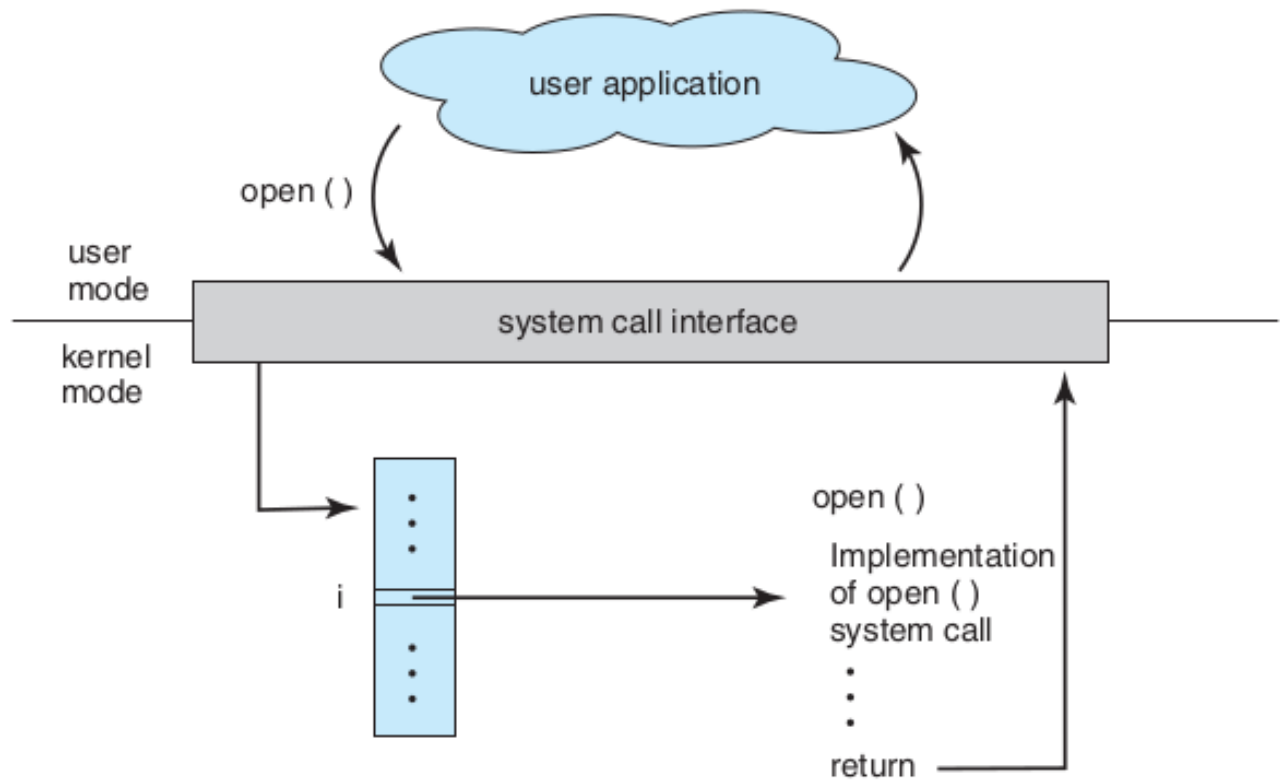 user application
open ( )
user
mode
system call interface
kernel
mode
open ( )
i
Implementation
of open ( )
system call
return